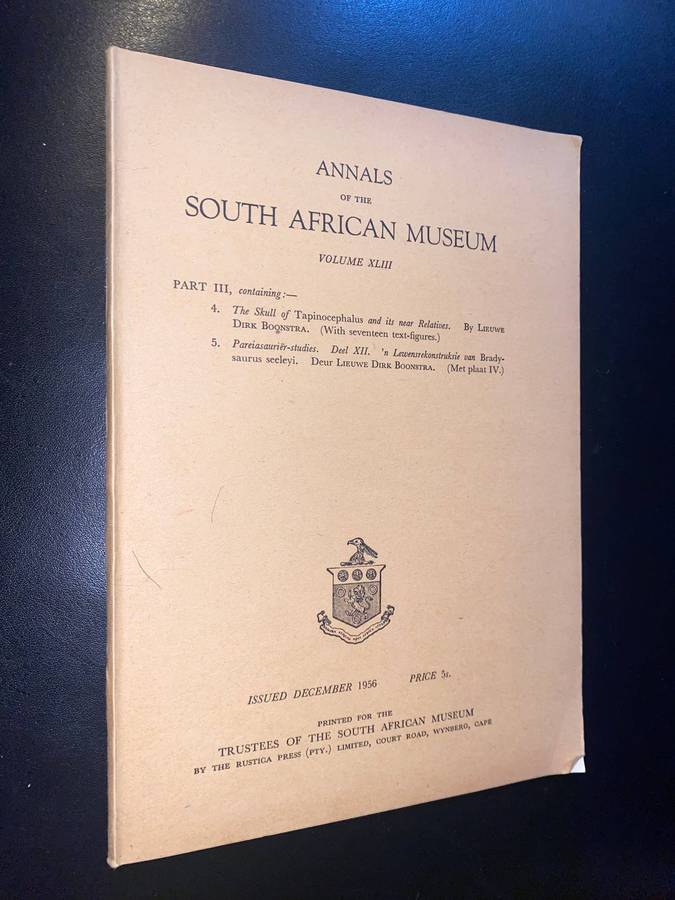 ANNALS
OF THE
SOUTH AFRICAN MUSEUM
VOLUME XLIII
PART III, containing:—
4. The Skull of Tapinocephalus and its near Relatives. By LIEUWE
DIRK BOONSTRA. (With seventeen text-figures.)
5. Pareiasauriër-studies. Deel XII. 'n Lewensrekonstruksie van Brady-
saurus seeleyi. Deur LIEUWE DIRK BOONSTRA. (Met plaat IV.)
ISSUED DECEMBER 1956 PRICE 5s.
PRINTED FOR THE
TRUSTEES OF THE SOUTH AFRICAN MUSEUM
BY THE RUSTICA PRESS (PTY.) LIMITED, COURT ROAD, WYNBERG, CAPE